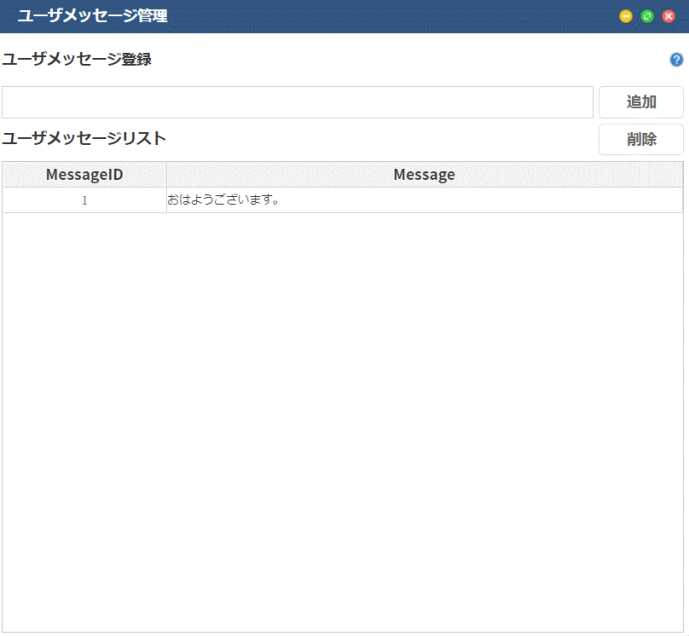 ユーザメッセージ管理
ユーザメッセージ登録
追加
ユーザメッセージリスト
削除
MessageID Message
1 おはようございます。